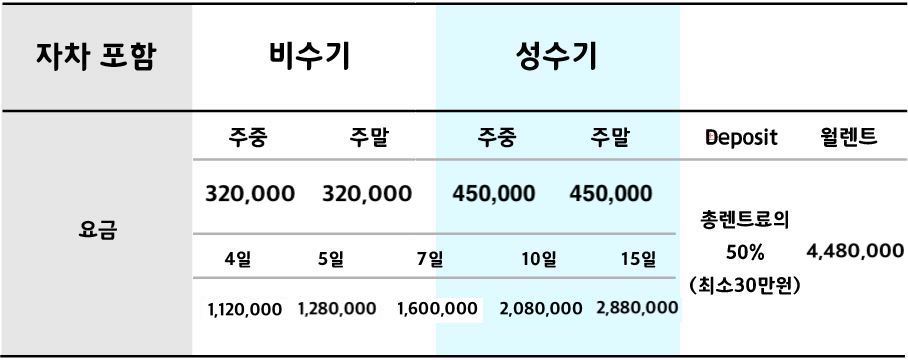 자차 포함 비수기 성수기
주중 주말 주중 주말 Deposit 월렌트
320,000 320,000 450,000 450,000
요금
총렌트료의
50%
(최소30만원)
4,480,000
4일 5일 7일 10일 15일
1,120,000 1,280,000 1,600,000 2,080,000 2,880,000